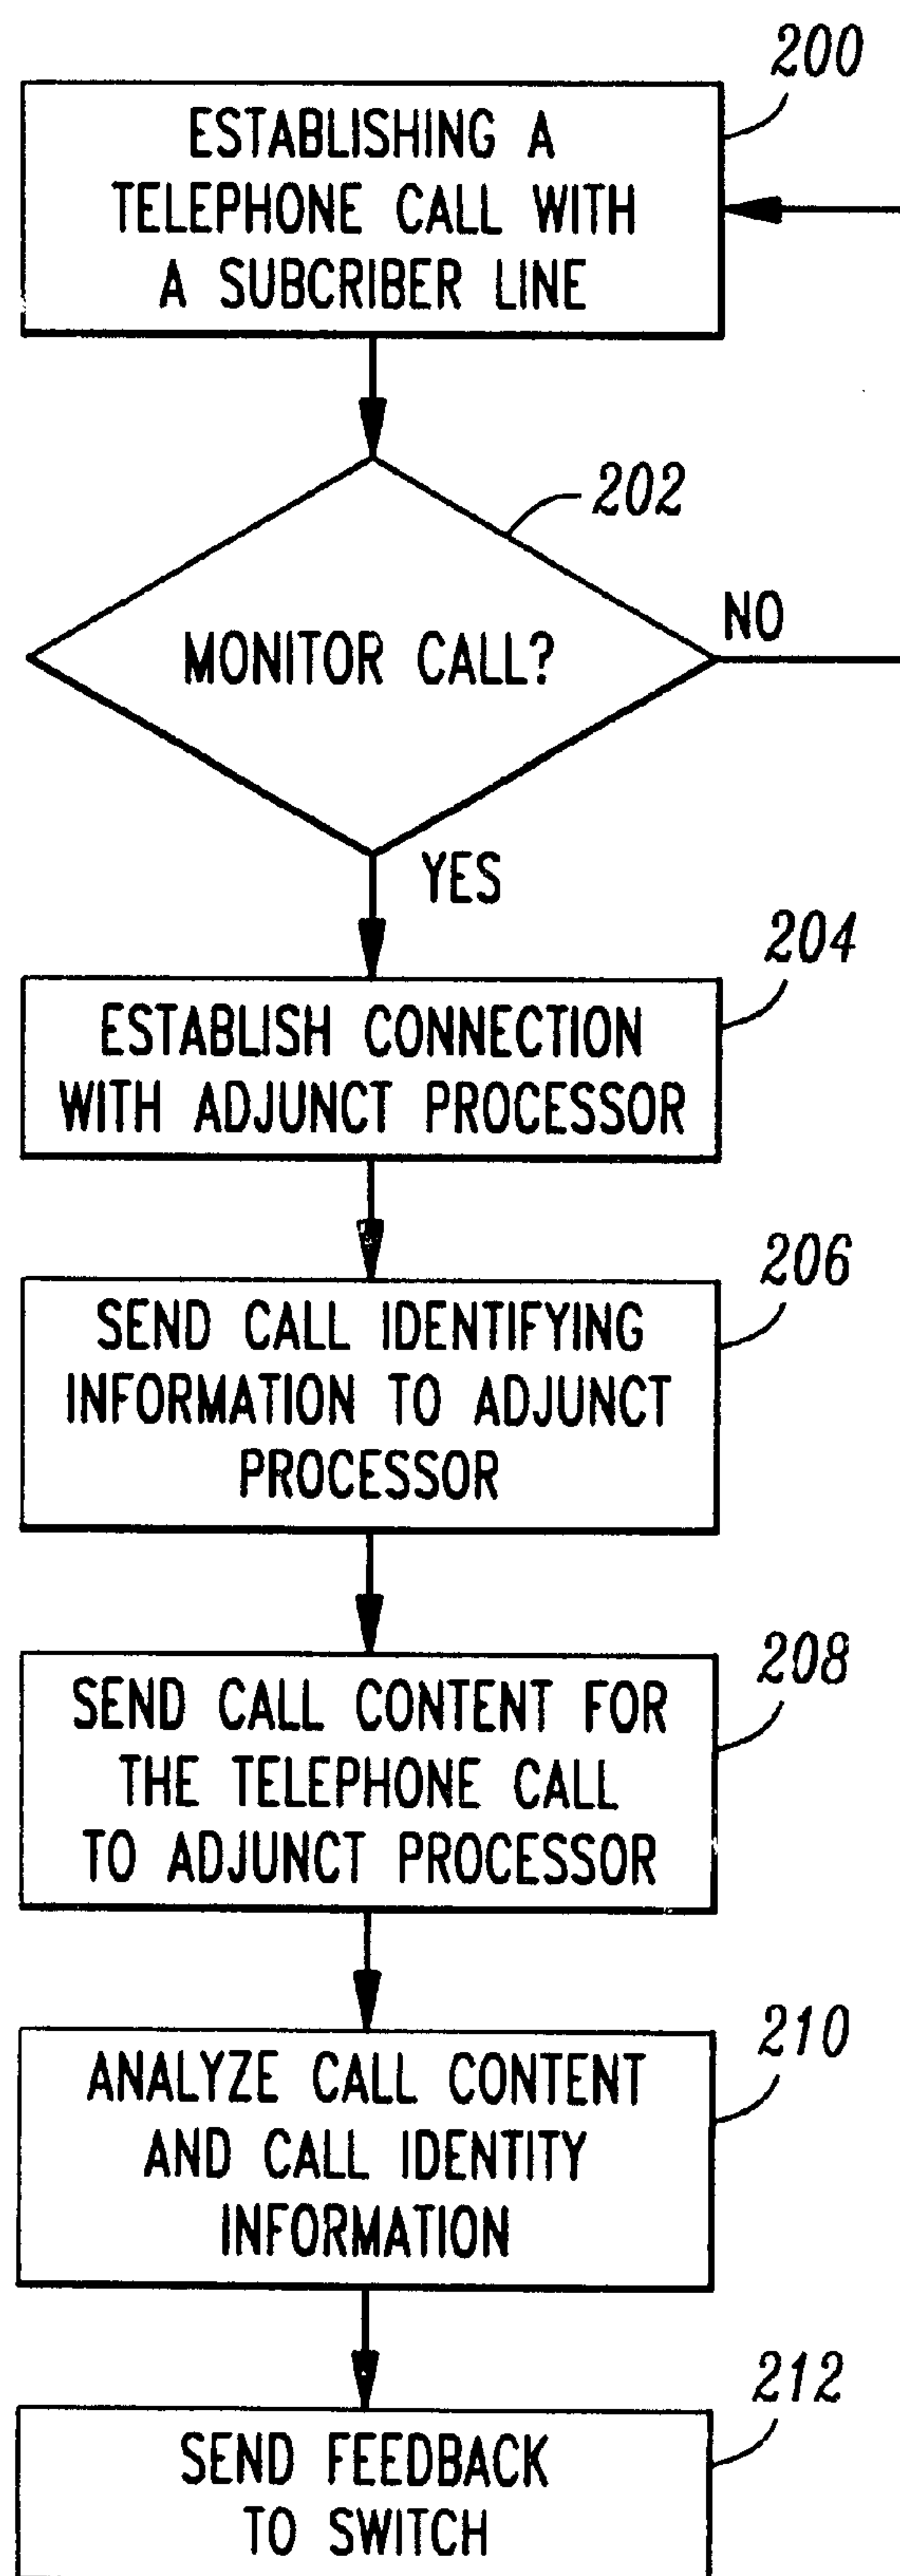 200
ESTABLISHING A
TELEPHONE CALL WITH
A SUBCRIBER LINE
202
MONITOR CALL?
NO
YES
204
ESTABLISH CONNECTION
WITH ADJUNCT PROCESSOR
206
SEND CALL IDENTIFYING
INFORMATION TO ADJUNCT
PROCESSOR
208
SEND CALL CONTENT FOR
THE TELEPHONE CALL
TO ADJUNCT PROCESSOR
210
ANALYZE CALL CONTENT
AND CALL IDENTITY
INFORMATION
212
SEND FEEDBACK
TO SWITCH